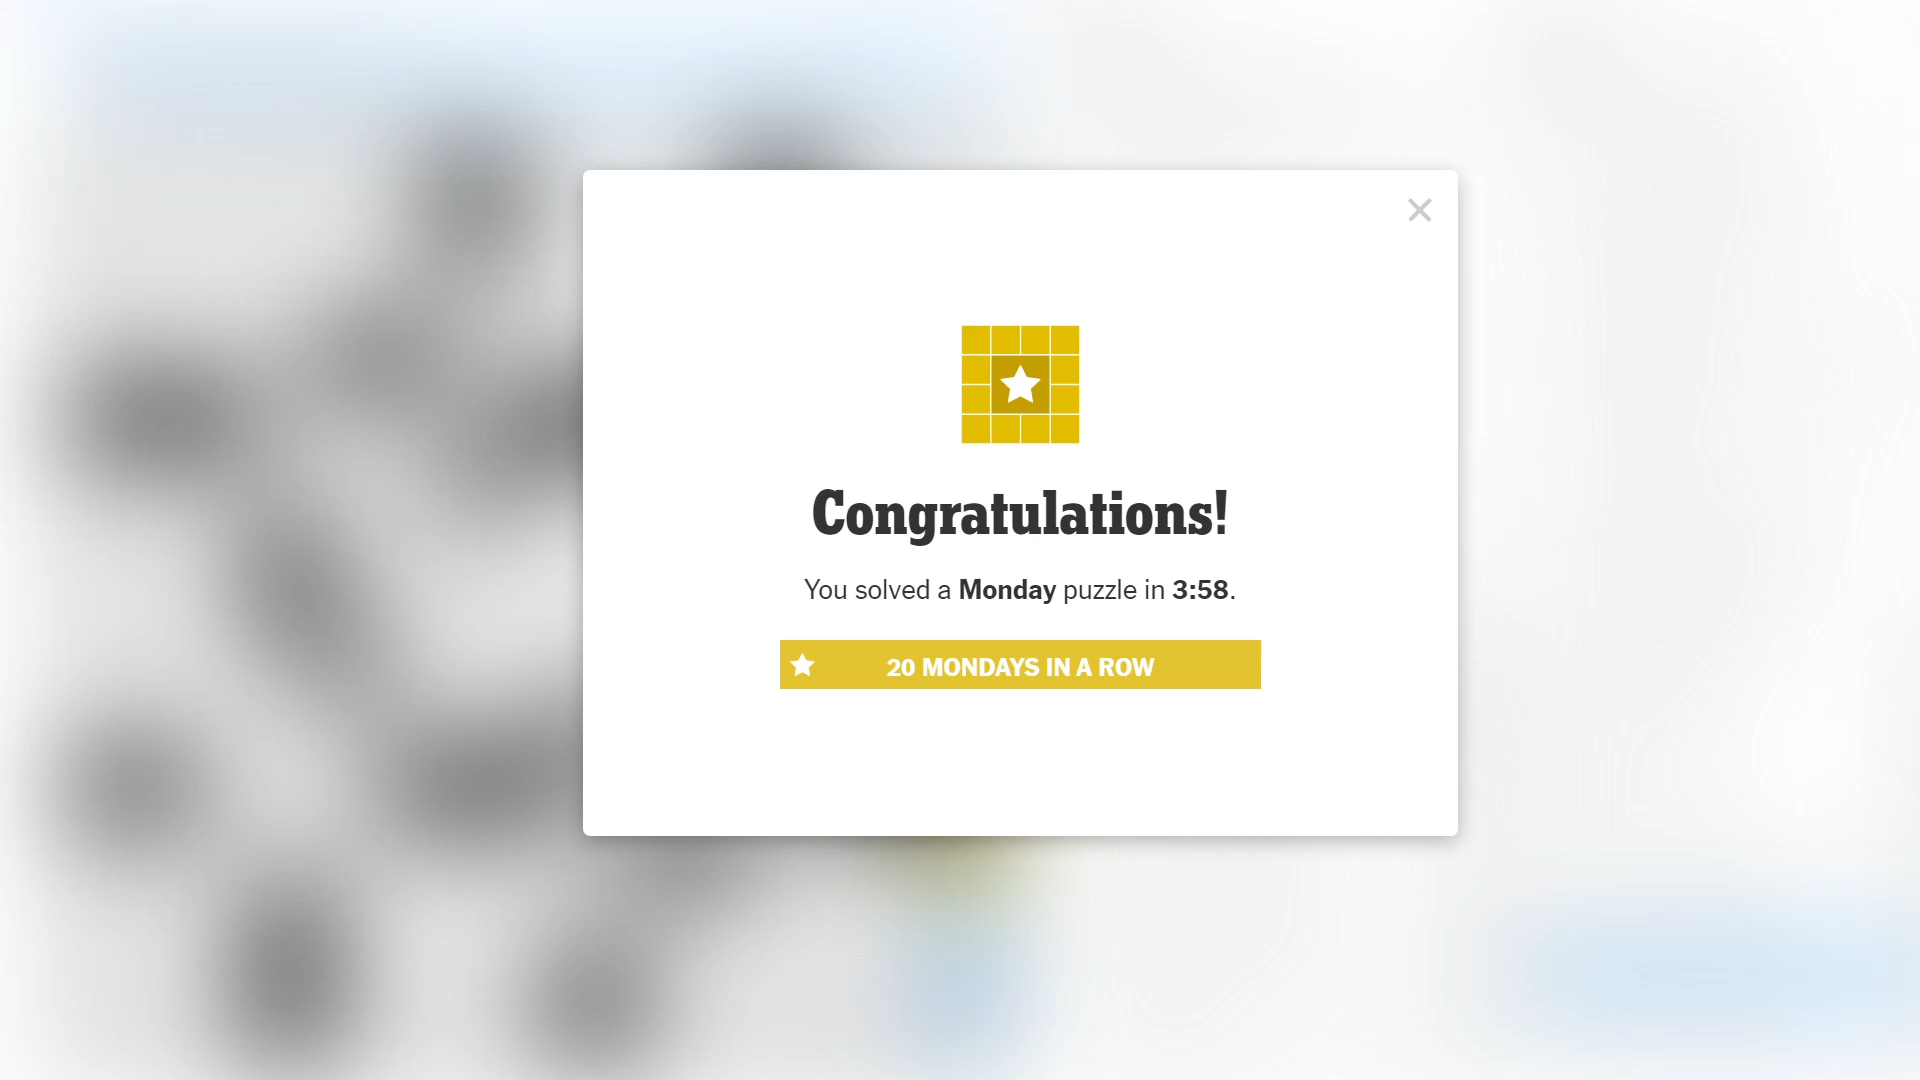 Congratulations!
You solved a Monday puzzle in 3:58.
20 MONDAYS IN A ROW